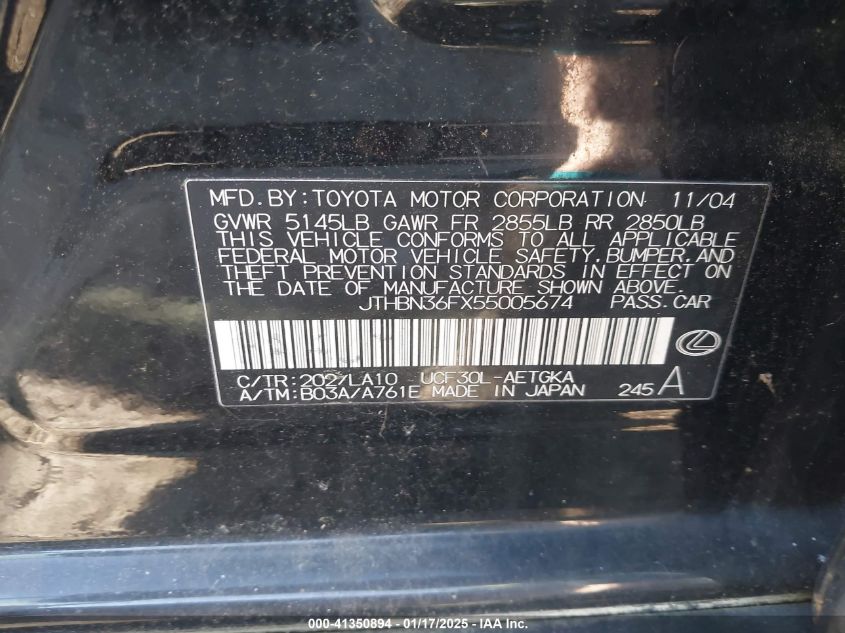 MFD.BY:TOYOTA MOTOR CORPORATION 11/04
GVWR 5145LB GAWR FR 2855LB RR 2850LB
THIS VEHICLE CONFORMS TO ALL APPLICABLE
FEDERAL MOTOR VEHICLE SAFETY,BUMPER,AND
THEFT PREVENTION STANDARDS IN EFFECT ON
THE DATE OF MANUFACTURE SHOWN ABOVE.
JTHBN36FX55005674 PASS.CAR
C/TR:202/LA10 UCF30L-AETGKA
A/TM:B03A/A761E MADE IN JAPAN 245 A
000-41350894 - 01/17/2025 - IAA Inc.